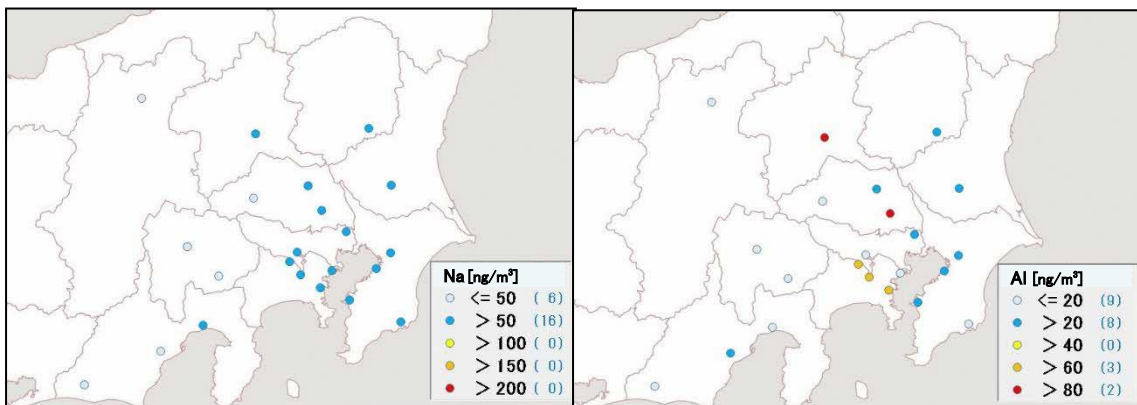 Na [ng/m³]
<= 50 ( 6)
> 50 (16)
> 100 ( 0)
> 150 ( 0)
> 200 ( 0)
Al [ng/m³]
<= 20 (9)
> 20 (8)
> 40 (0)
> 60 (3)
> 80 (2)